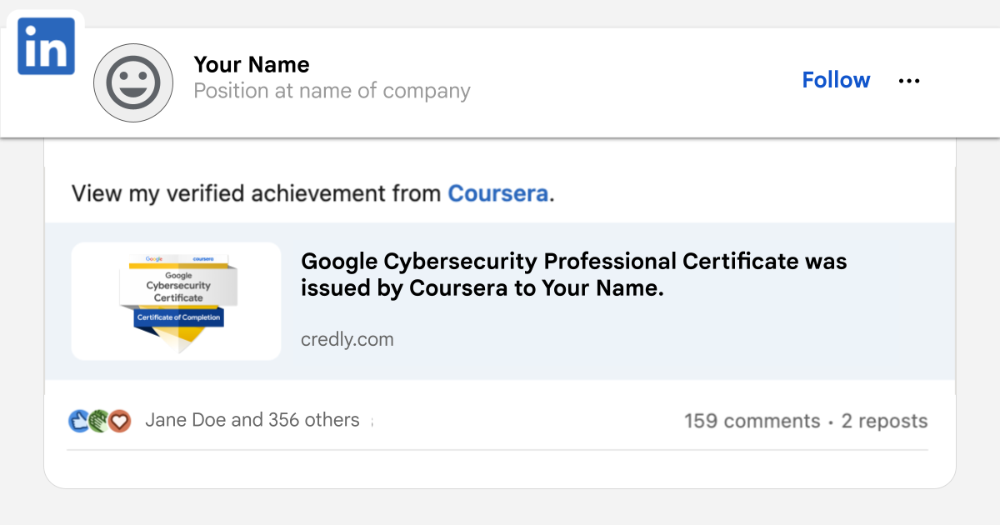 in
Your Name
Position at name of company
Follow
View my verified achievement from Coursera.
Google coursera
Google
Cybersecurity
Certificate
Certificate of Completion
Google Cybersecurity Professional Certificate was
issued by Coursera to Your Name.
credly.com
Jane Doe and 356 others
159 comments • 2 reposts